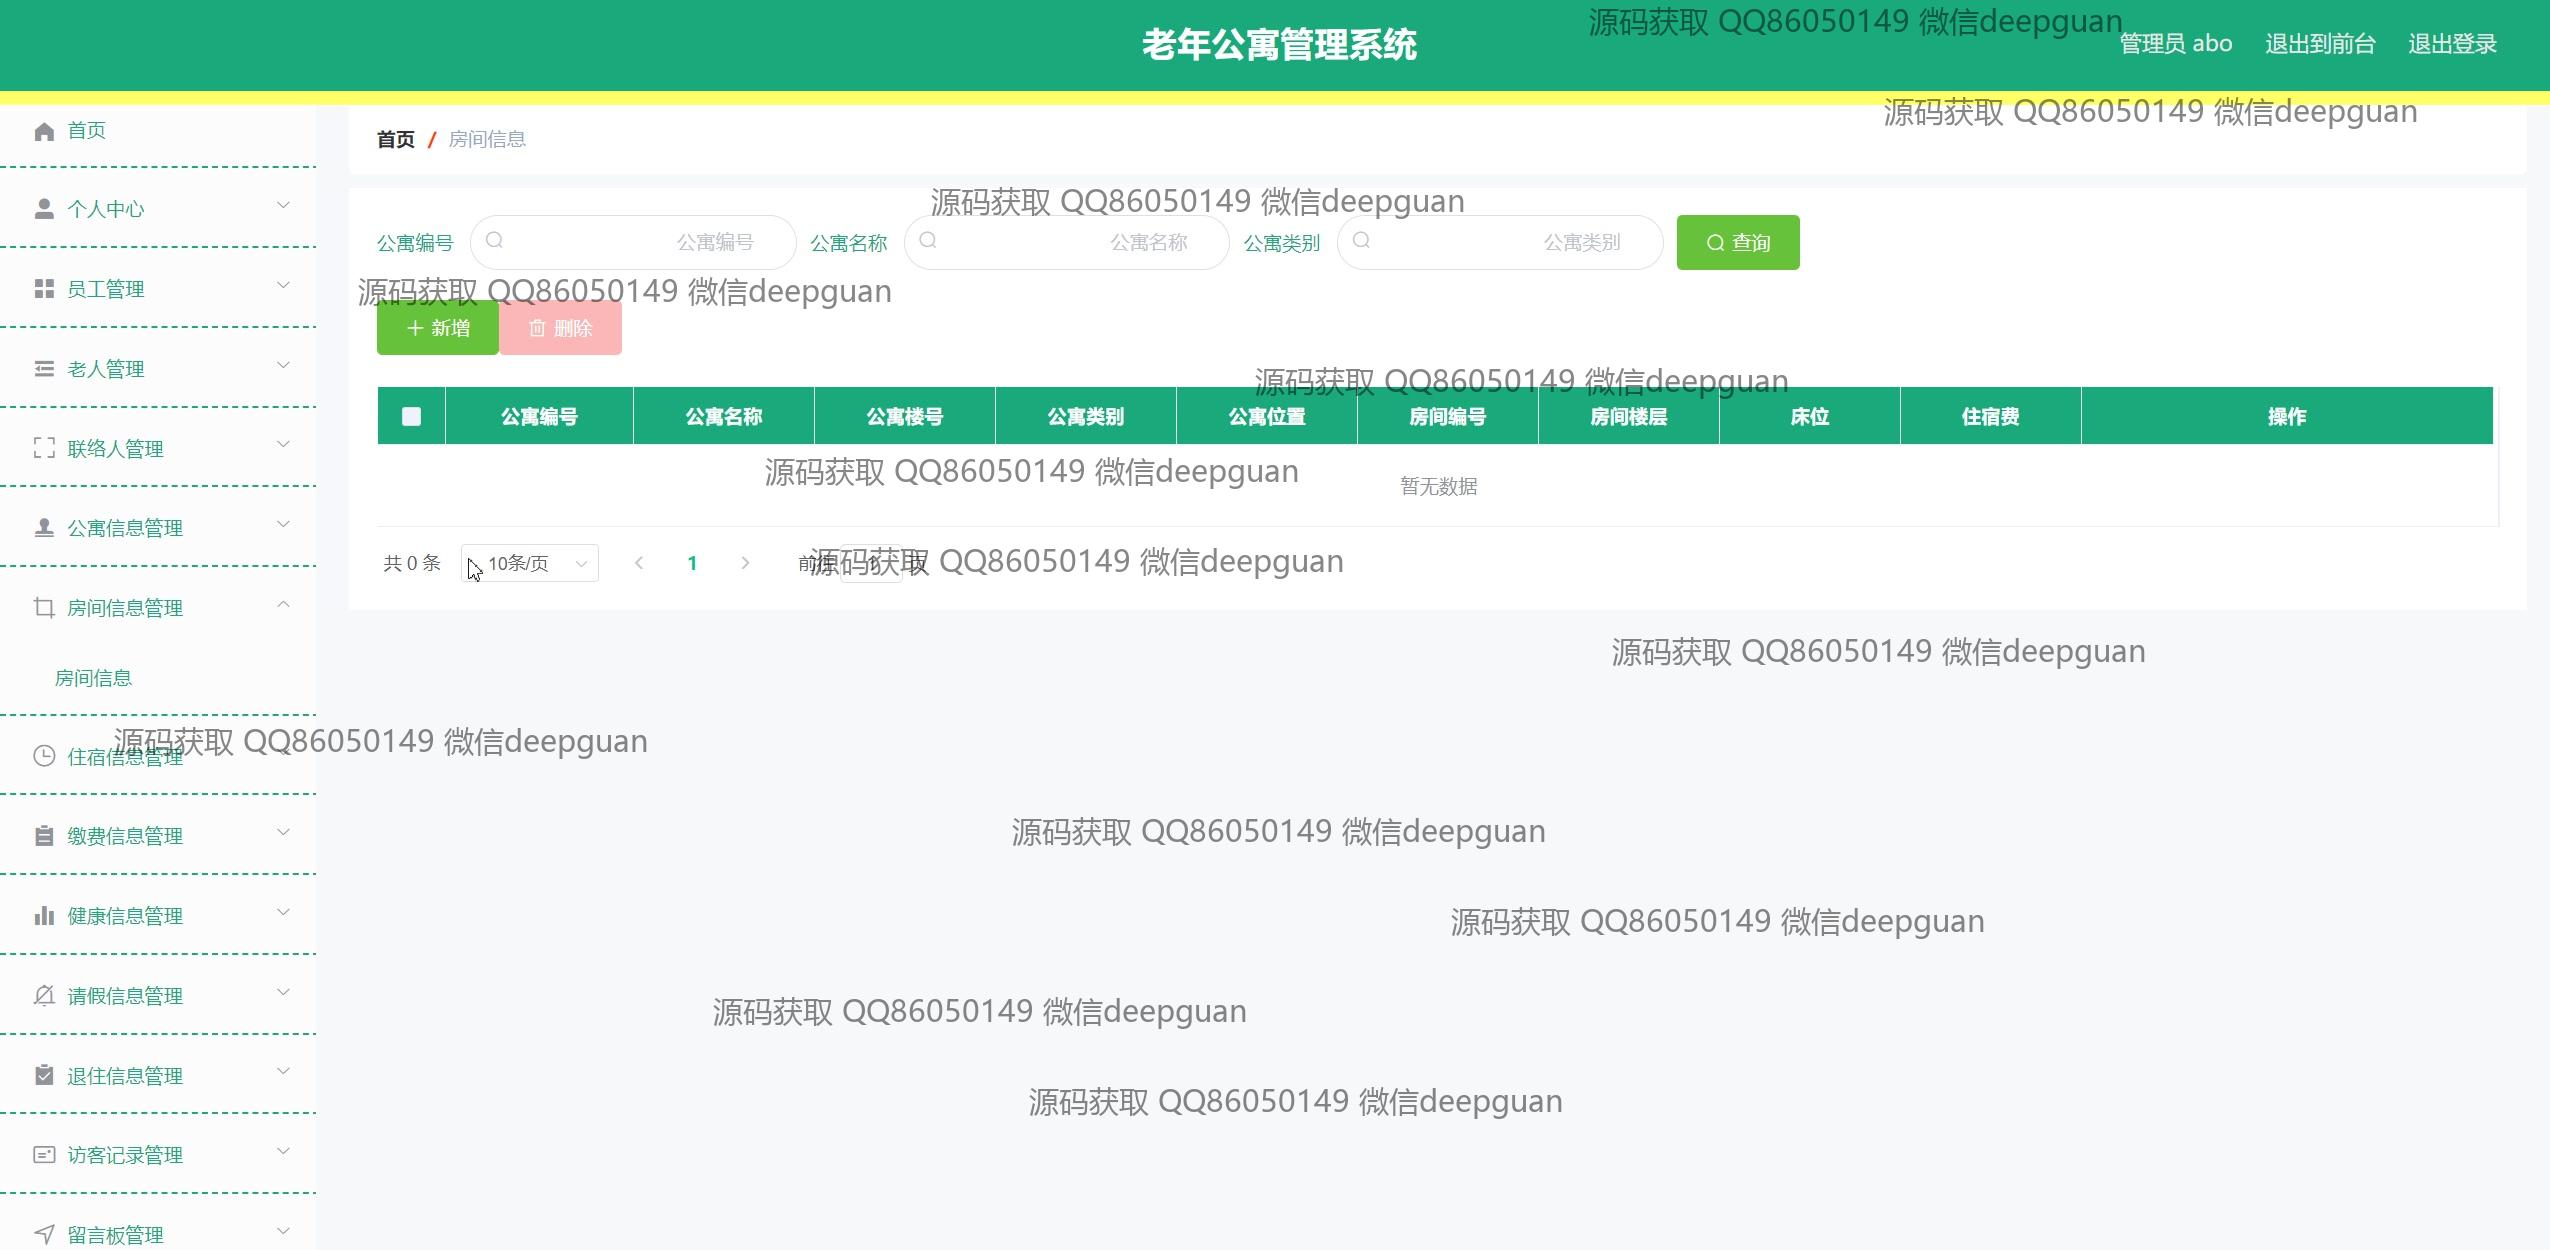 老年公寓管理系统
源码获取 QQ86050149 微信deepguan
管理员 abo 退出到前台 退出登录
源码获取 QQ86050149 微信deepguan
首页
首页 / 房间信息
个人中心
源码获取 QQ86050149 微信deepguan
公寓编号 公寓编号 公寓名称 公寓名称 公寓类别 公寓类别 查询
员工管理
源码获取 QQ86050149 微信deepguan
新增 删除
老人管理
源码获取 QQ86050149 微信deepguan
公寓编号 公寓名称 公寓楼号 公寓类别 公寓位置 房间编号 房间楼层 床位 住宿费 操作
联络人管理
源码获取 QQ86050149 微信deepguan
暂无数据
公寓信息管理
共 0 条 10条/页 1 前往 1 页
源码获取 QQ86050149 微信deepguan
房间信息管理
源码获取 QQ86050149 微信deepguan
房间信息
源码获取 QQ86050149 微信deepguan
住宿信息管理
缴费信息管理
源码获取 QQ86050149 微信deepguan
健康信息管理
源码获取 QQ86050149 微信deepguan
请假信息管理
源码获取 QQ86050149 微信deepguan
退住信息管理
源码获取 QQ86050149 微信deepguan
访客记录管理
留言板管理